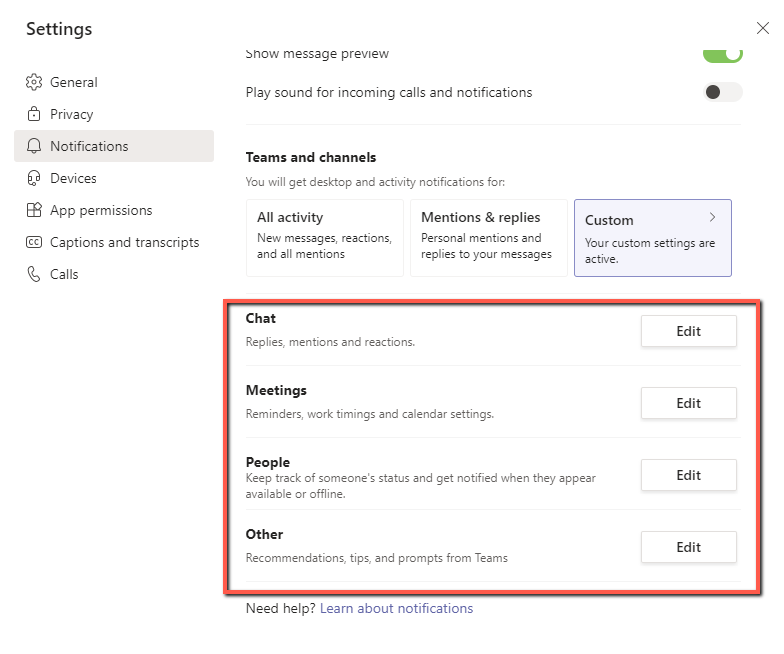 Settings
General
Privacy
Notifications
Devices
App permissions
CC Captions and transcripts
Calls
Show message preview
Play sound for incoming calls and notifications
Teams and channels
You will get desktop and activity notifications for:
All activity
New messages, reactions,
and all mentions
Mentions & replies
Personal mentions and
replies to your messages
Custom
Your custom settings are
active.
Chat
Replies, mentions and reactions.
Edit
Meetings
Reminders, work timings and calendar settings.
Edit
People
Keep track of someone's status and get notified when they appear
available or offline.
Edit
Other
Recommendations, tips, and prompts from Teams
Edit
Need help? Learn about notifications